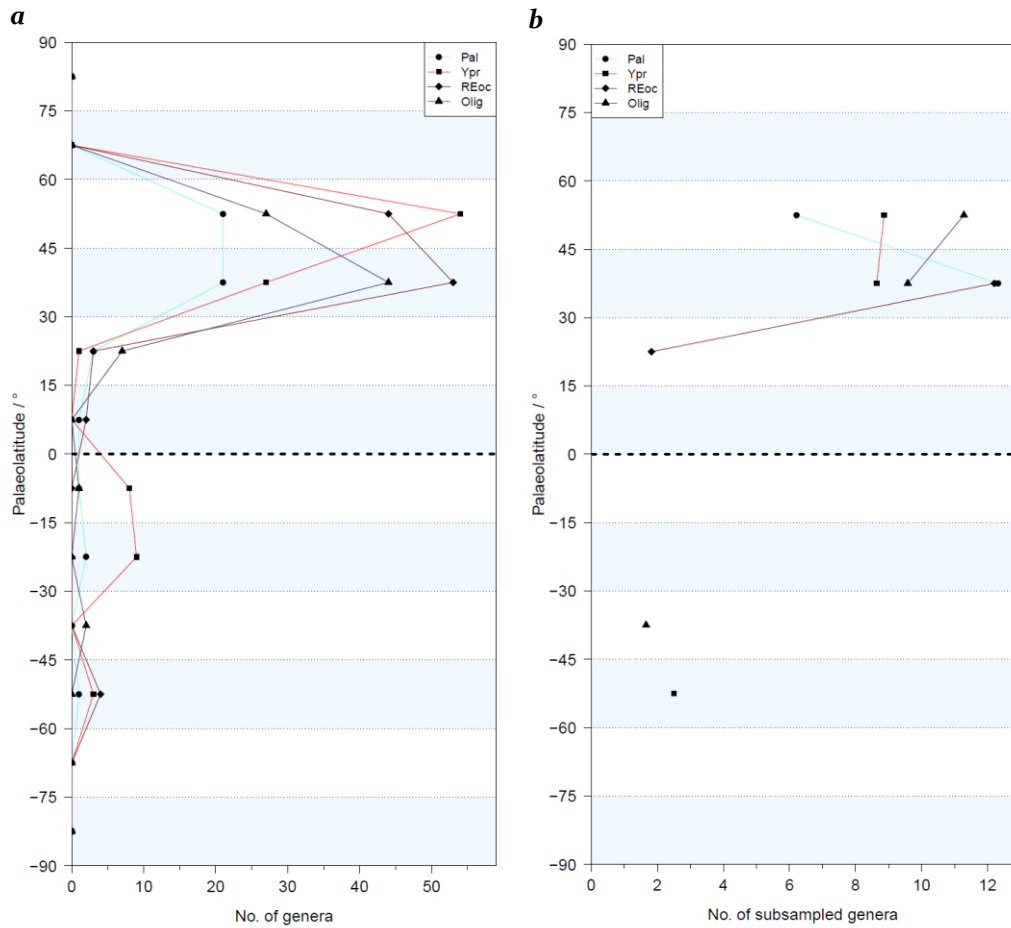 a
90
75
60
45
30
15
0
−15
−30
−45
−60
−75
−90
Palaeolatitude / °
0
10
20
30
40
50
No. of genera
Pal
Ypr
REoc
Olig
b
90
75
60
45
30
15
0
−15
−30
−45
−60
−75
−90
Palaeolatitude / °
0
2
4
6
8
10
12
No. of subsampled genera
Pal
Ypr
REoc
Olig